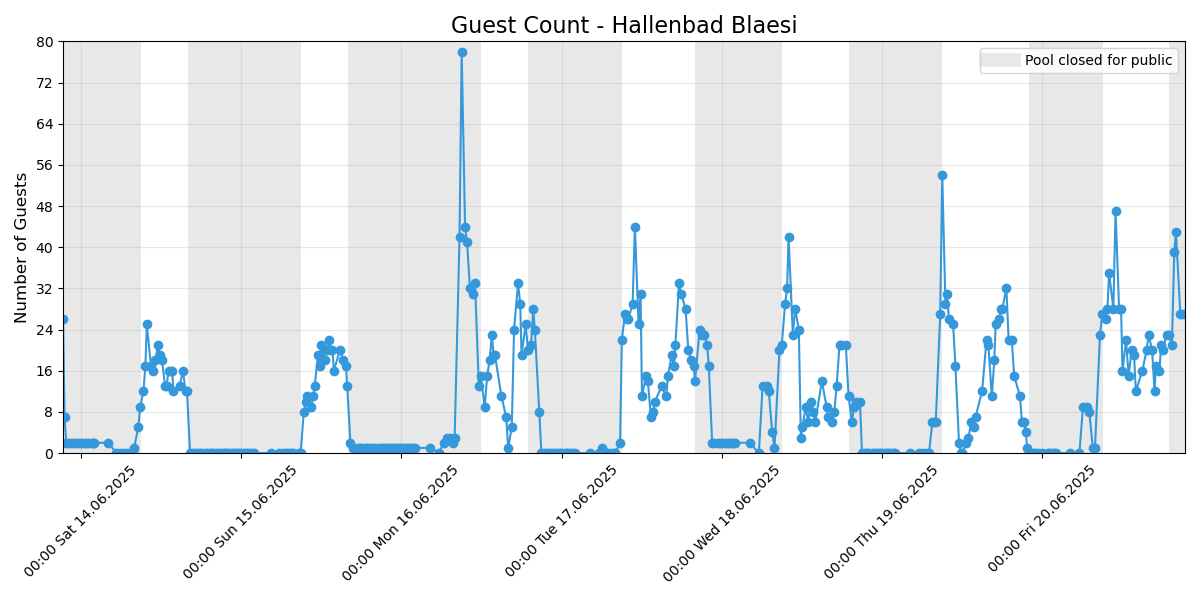 Guest Count - Hallenbad Blaesi
Pool closed for public
Number of Guests
80
72
64
56
48
40
32
24
16
8
0
00:00 Sat 14.06.2025
00:00 Sun 15.06.2025
00:00 Mon 16.06.2025
00:00 Tue 17.06.2025
00:00 Wed 18.06.2025
00:00 Thu 19.06.2025
00:00 Fri 20.06.2025